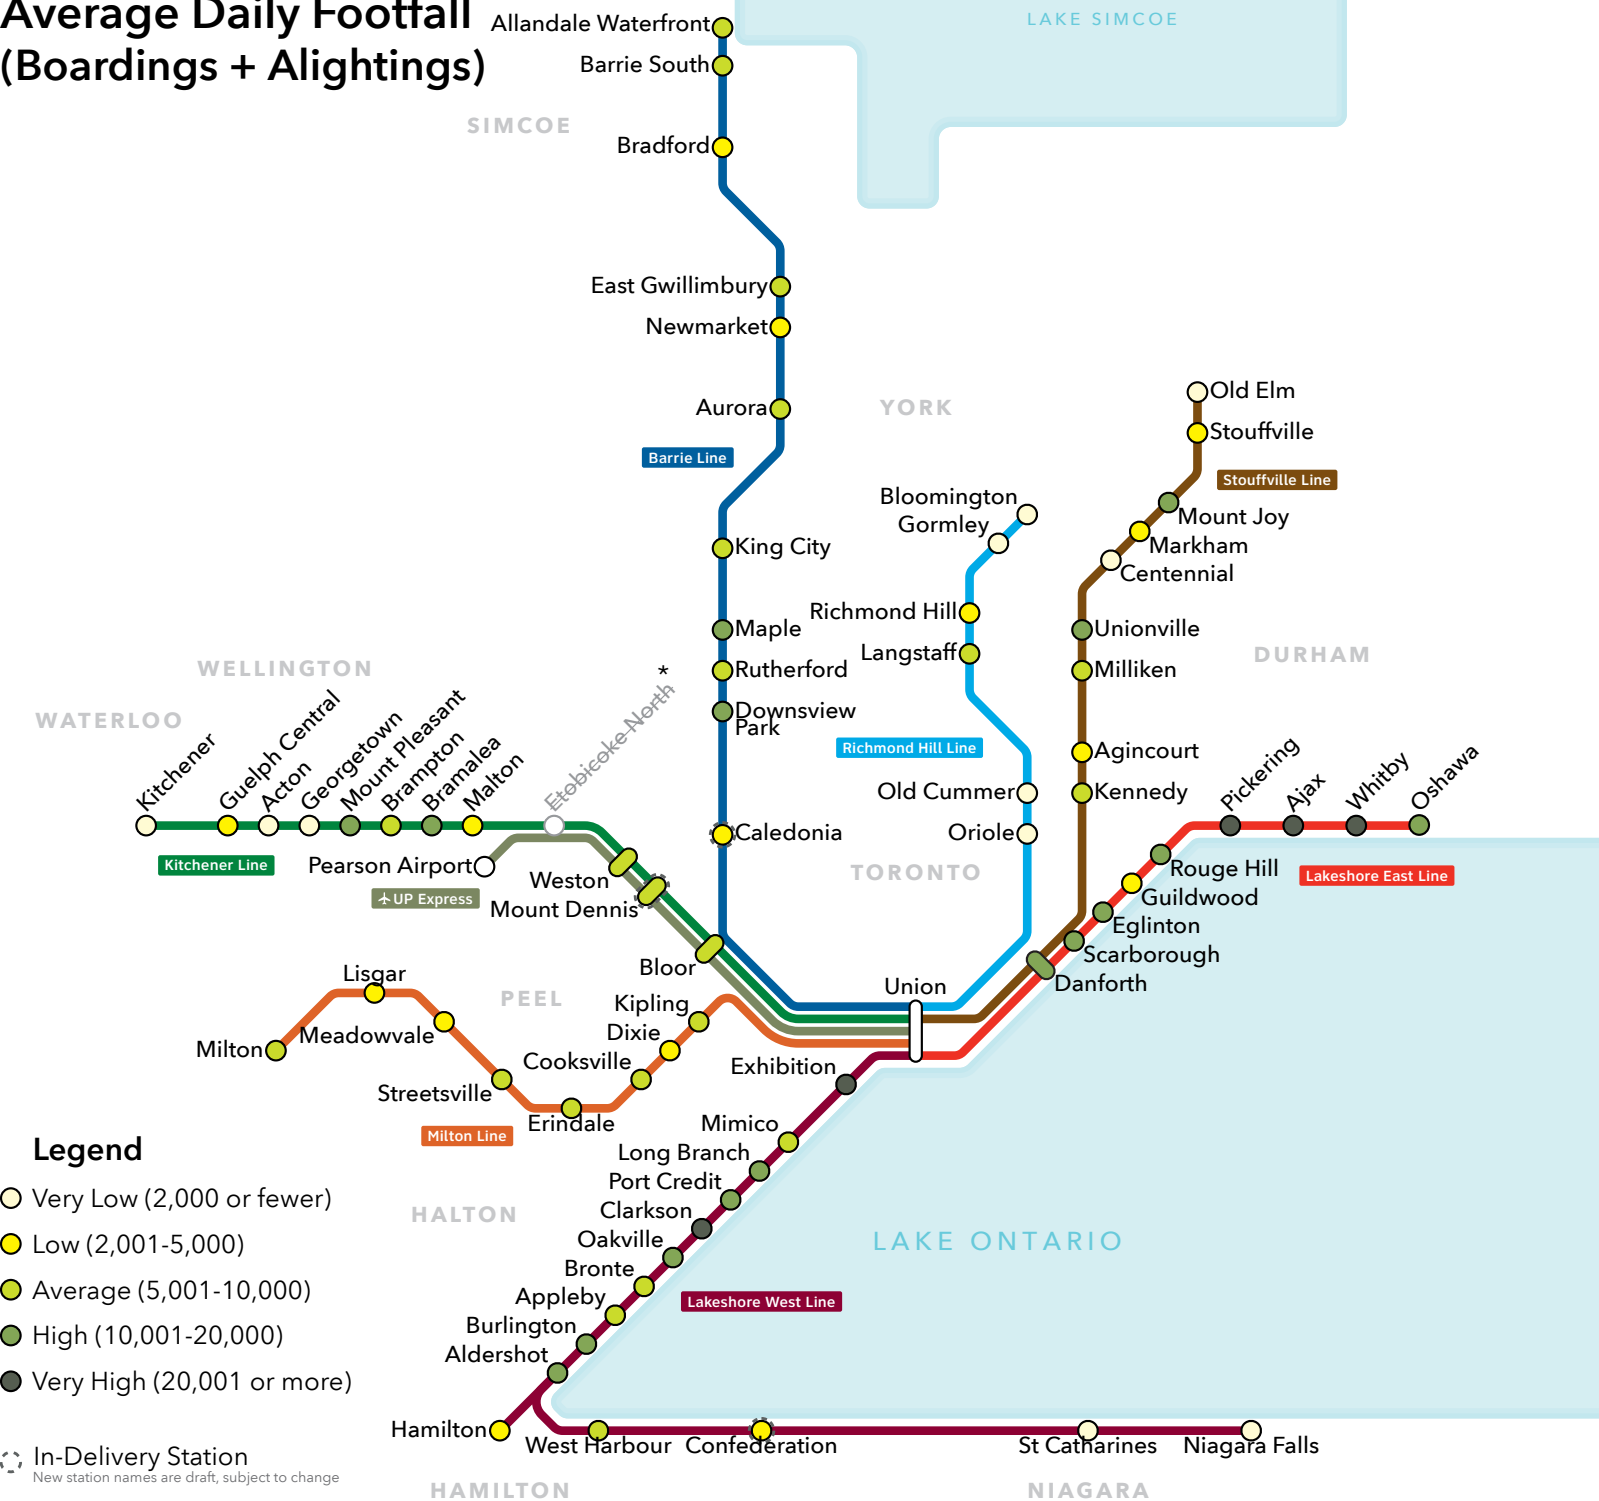 Average Daily Footfall
(Boardings + Alightings)
LAKE SIMCOE
Allandale Waterfront
Barrie South
SIMCOE
Bradford
East Gwillimbury
Newmarket
Aurora
YORK
Barrie Line
Old Elm
Stouffville
Stouffville Line
Bloomington
Gormley
Mount Joy
Markham
Centennial
King City
Richmond Hill
Maple
Unionville
Langstaff
Rutherford
Milliken
DURHAM
WELLINGTON
WATERLOO
*
Downsview
Park
Richmond Hill Line
Agincourt
Old Cummer
Kennedy
Kitchener
Guelph Central
Acton
Georgetown
Mount Pleasant
Brampton
Bramalea
Malton
Etobicoke North
Caledonia
Oriole
Pickering
Ajax
Whitby
Oshawa
Kitchener Line
Pearson Airport
UP Express
Weston
Mount Dennis
TORONTO
Rouge Hill
Lakeshore East Line
Guildwood
Eglinton
Scarborough
Danforth
Bloor
Union
Lisgar
PEEL
Kipling
Meadowvale
Dixie
Milton
Cooksville
Exhibition
Streetsville
Erindale
Milton Line
Mimico
Long Branch
Port Credit
Clarkson
Oakville
Bronte
Appleby
Burlington
Aldershot
HALTON
LAKE ONTARIO
Lakeshore West Line
Legend
Very Low (2,000 or fewer)
Low (2,001-5,000)
Average (5,001-10,000)
High (10,001-20,000)
Very High (20,001 or more)
In-Delivery Station
New station names are draft, subject to change
Hamilton
West Harbour
Confederation
St Catharines
Niagara Falls
HAMILTON
NIAGARA